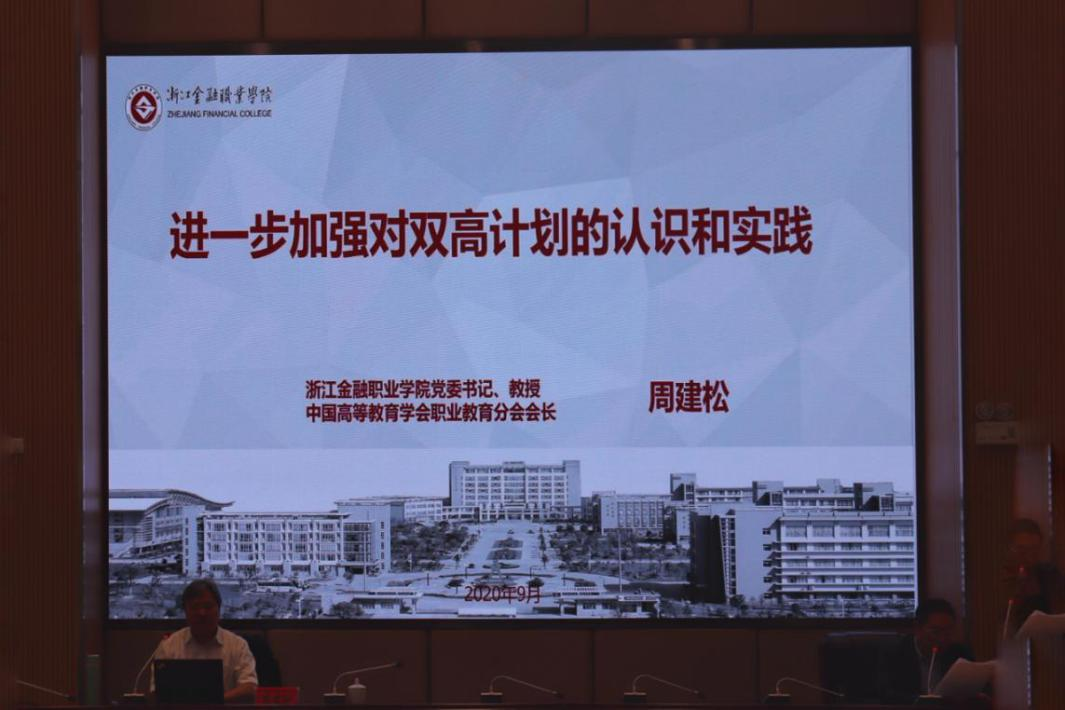 浙江金融職業學院
ZHEJIANG FINANCIAL COLLEGE
进一步加强对双高计划的认识和实践
浙江金融职业学院党委书记、教授
中国高等教育学会职业教育分会会长
周建松
2020年9月